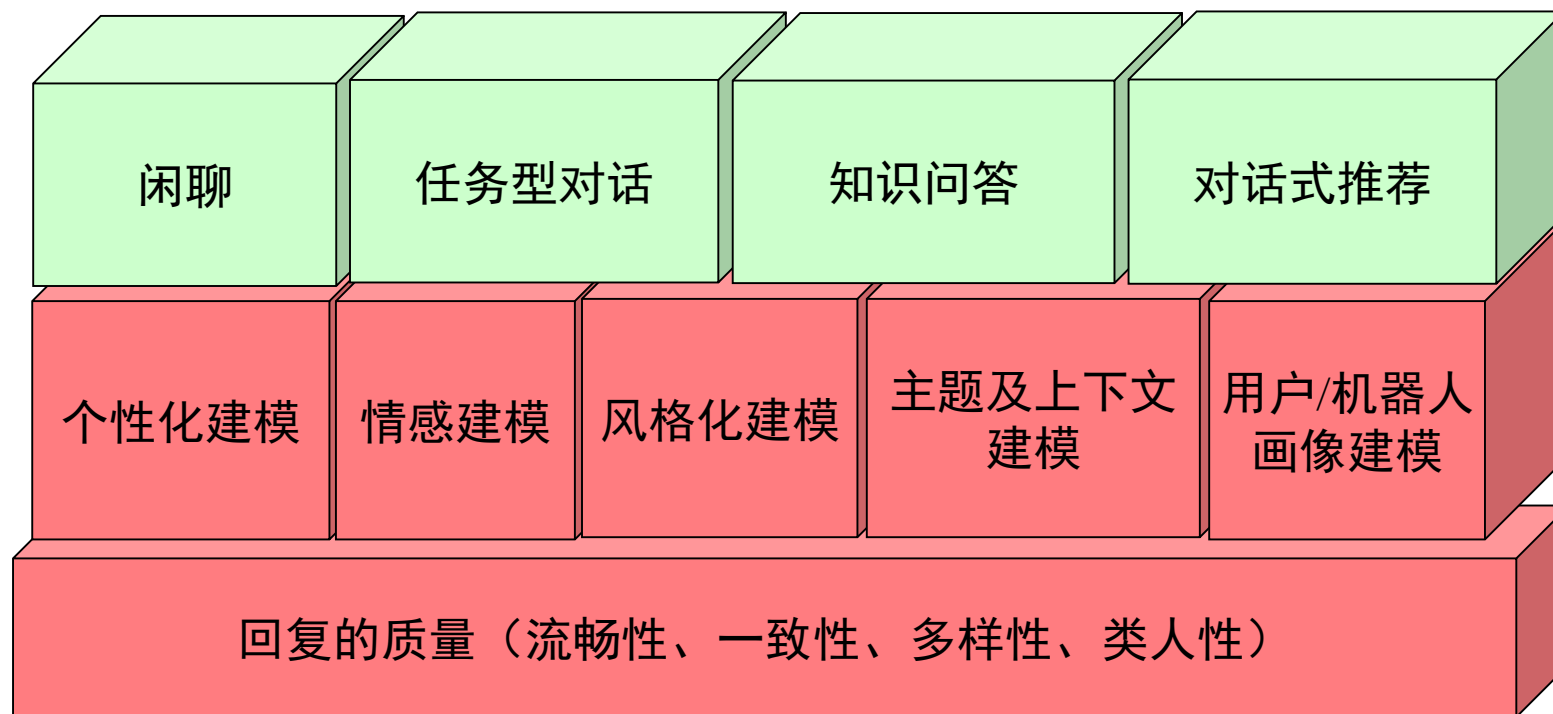 闲聊
任务型对话
知识问答
对话式推荐
个性化建模
情感建模
风格化建模
主题及上下文
建模
用户/机器人
画像建模
回复的质量（流畅性、一致性、多样性、类人性）